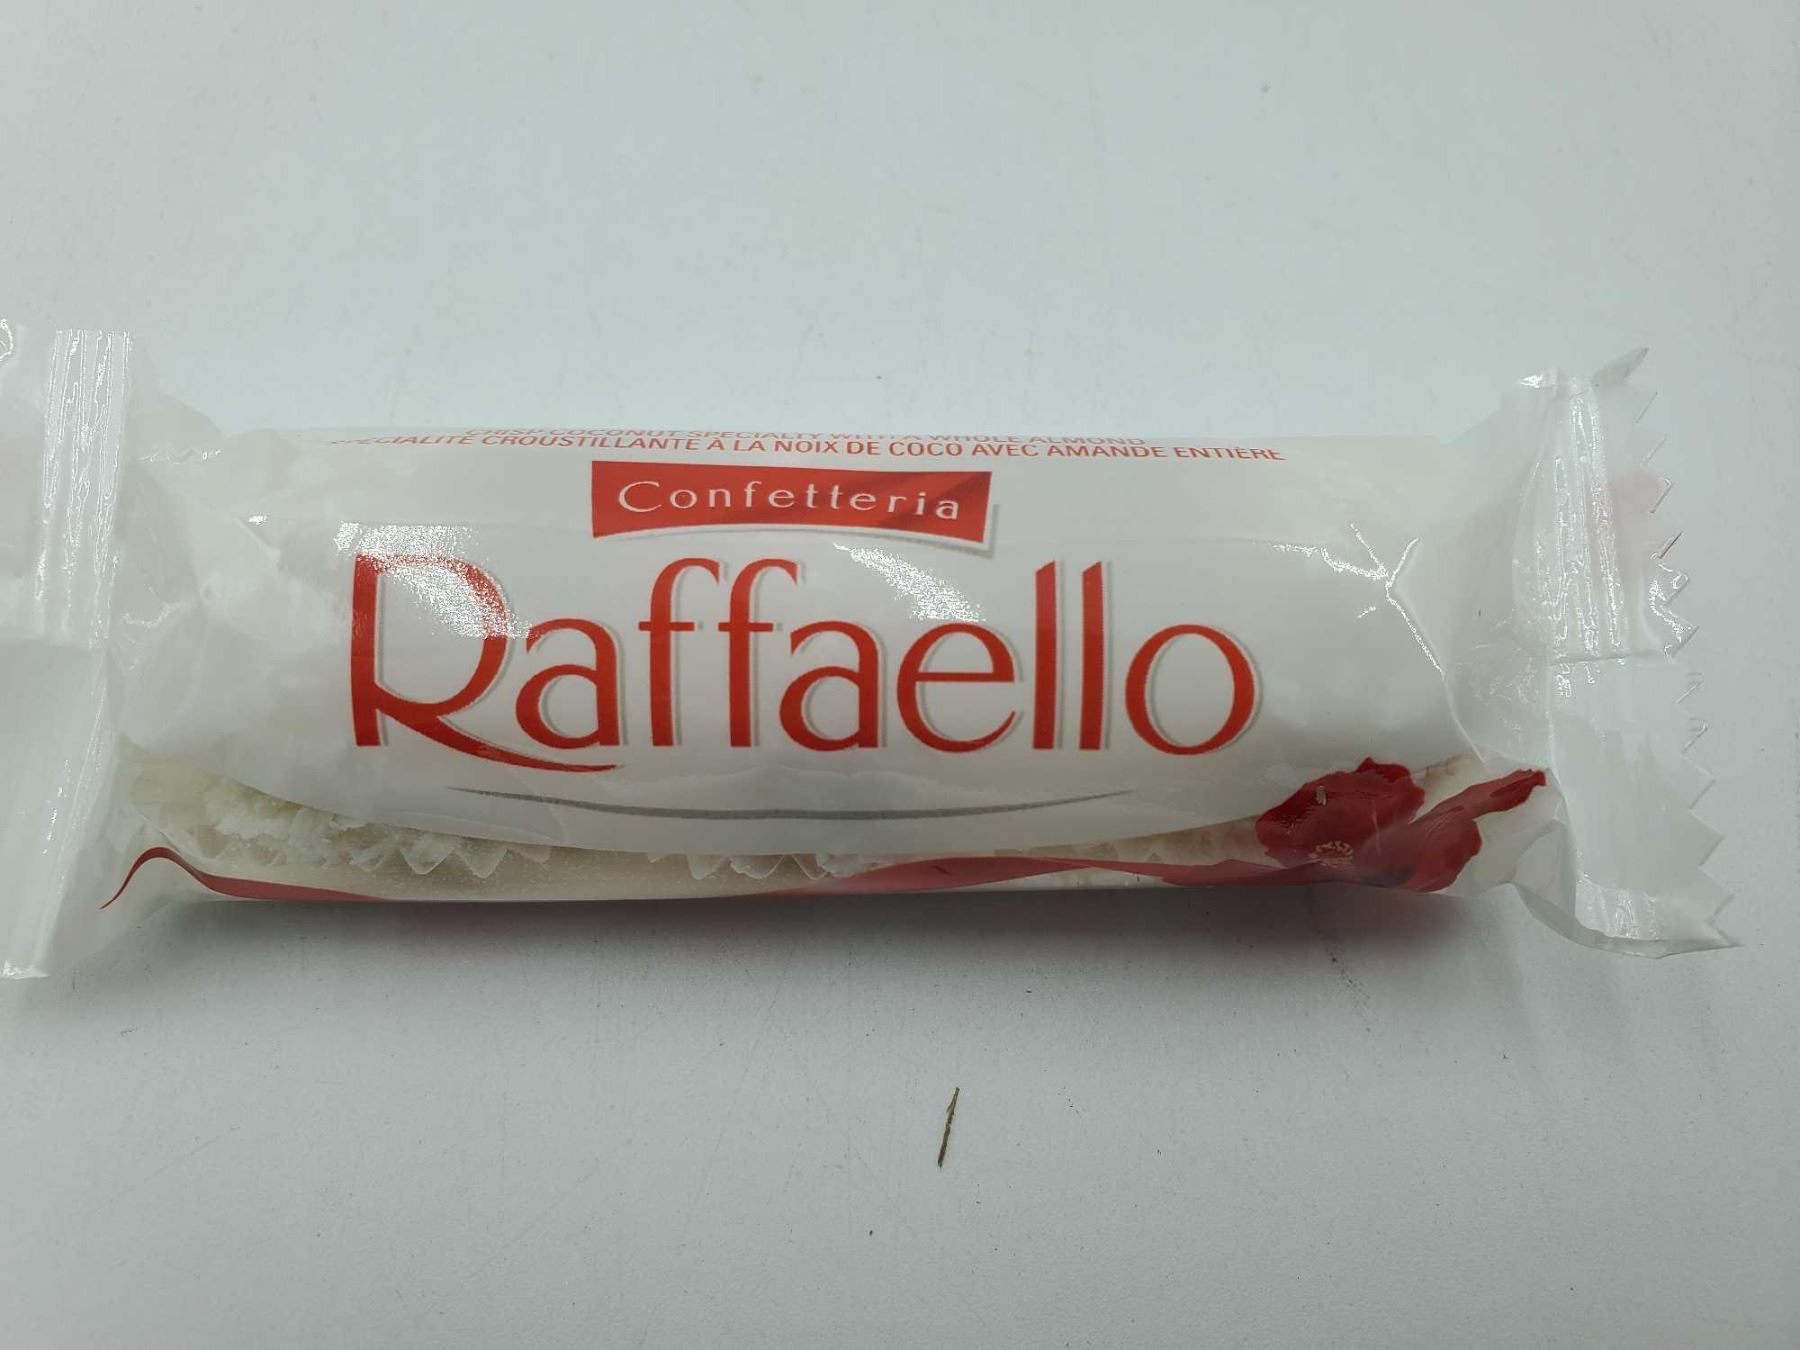 CRISP COCONUT SPECIALTY WITH A WHOLE ALMOND
SPÉCIALITÉ CROUSTILLANTE À LA NOIX DE COCO AVEC AMANDE ENTIÈRE
Confetteria
Raffaello